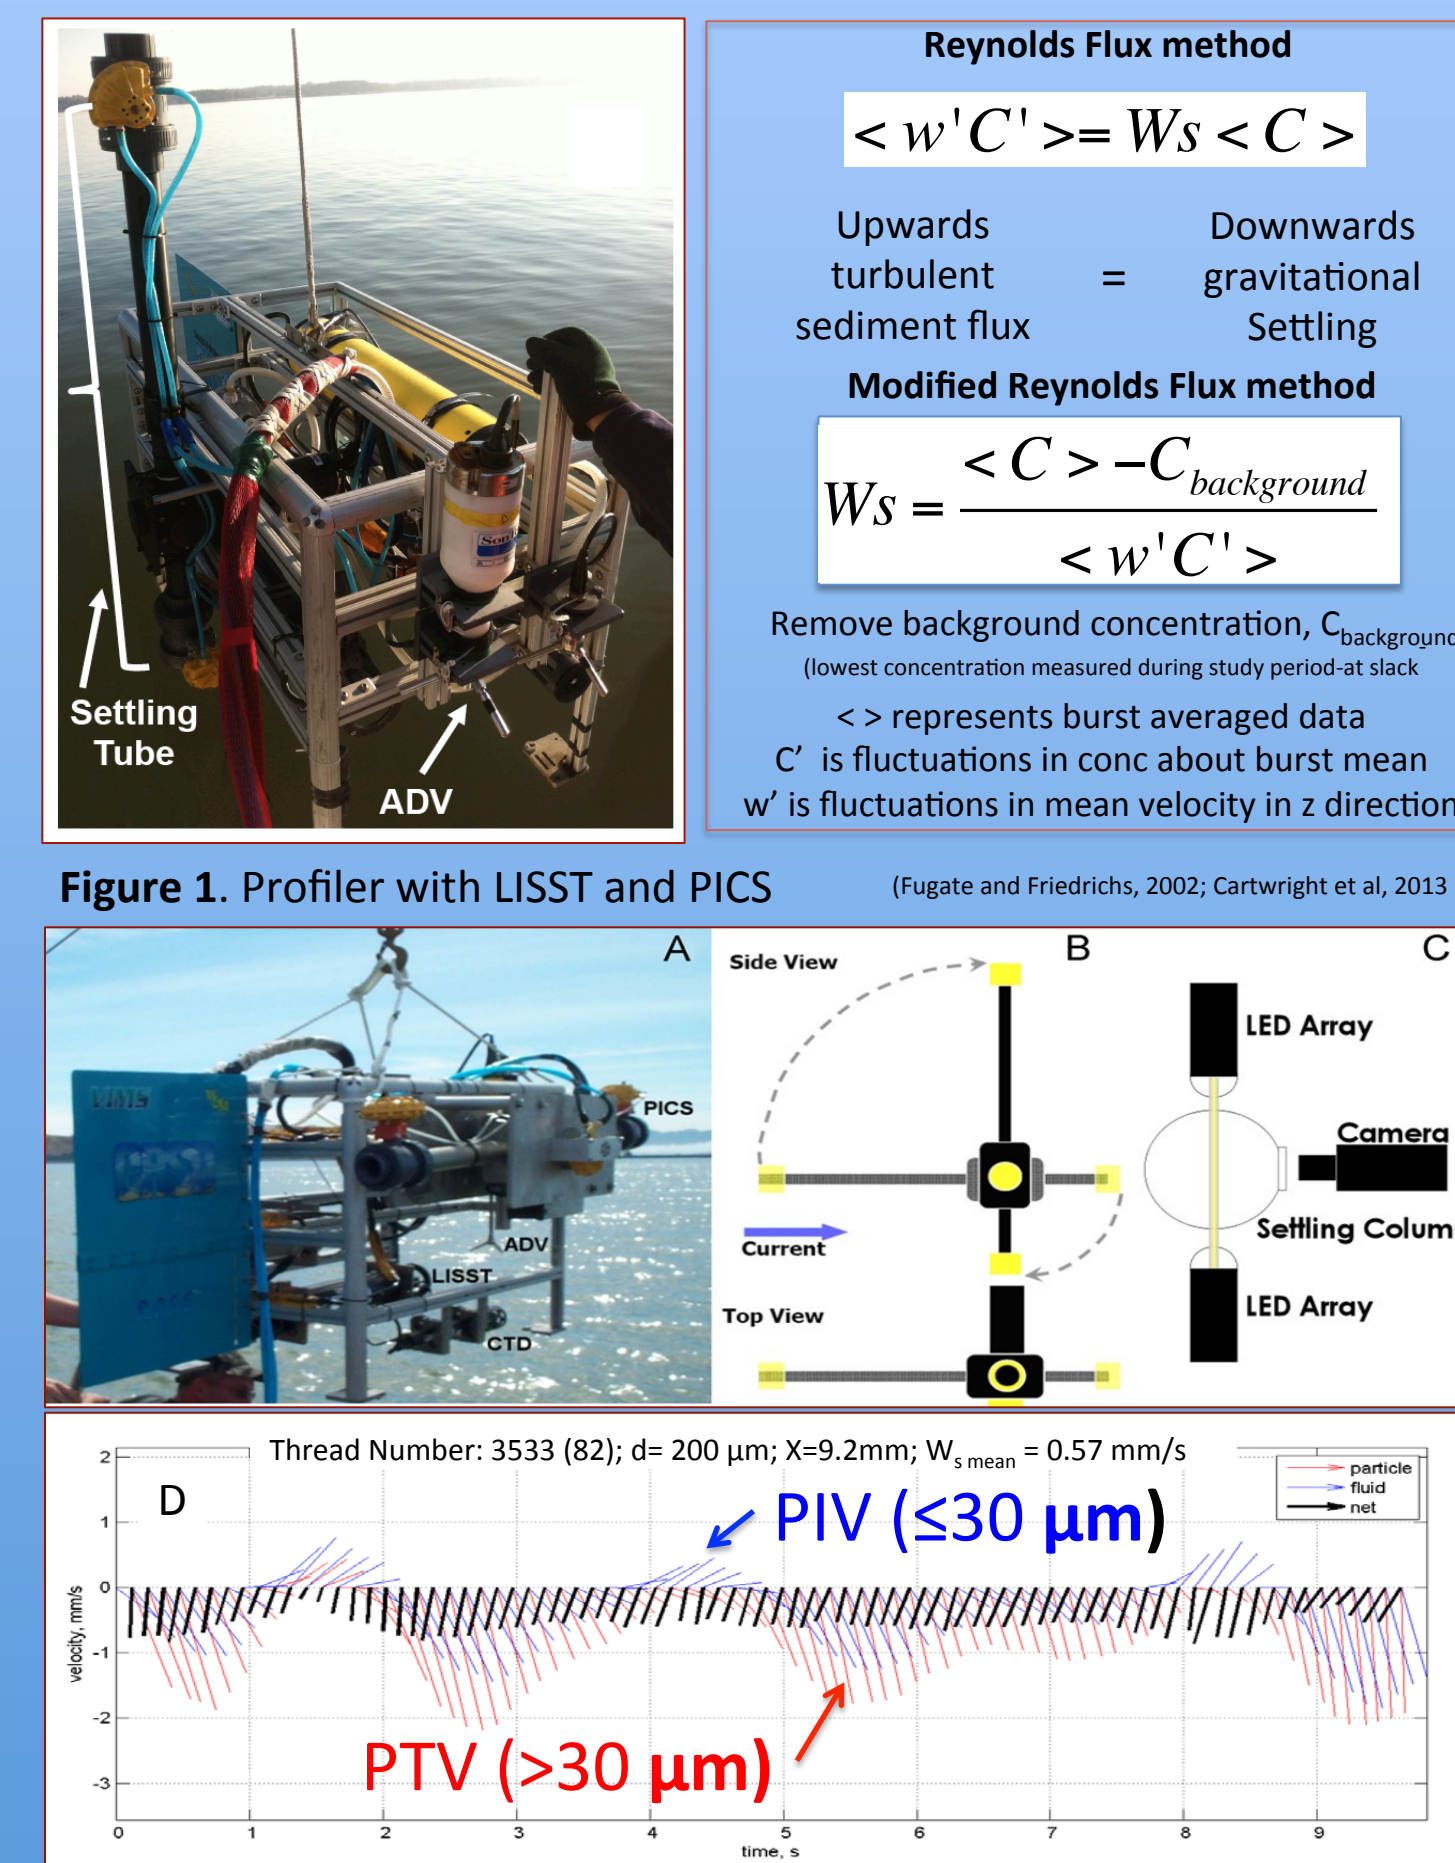 Settling
Tube
ADV
Reynolds Flux method
< w'C' >= Ws < C >
Upwards
turbulent
sediment flux
=
Downwards
gravitational
Settling
Modified Reynolds Flux method
Ws = 
< C > −C background
< w'C' >
Remove background concentration, Cbackground
(lowest concentration measured during study period-at slack
< > represents burst averaged data
C’ is fluctuations in conc about burst mean
w’ is fluctuations in mean velocity in z direction
Figure 1. Profiler with LISST and PICS
(Fugate and Friedrichs, 2002; Cartwright et al, 2013
A
VIMS
PICS
ADV
LISST
CTD
B
Side View
Current
Top View
C
LED Array
Camera
Settling Colum
LED Array
Thread Number: 3533 (82); d= 200 µm; X=9.2mm; Ws mean = 0.57 mm/s
D
PIV (≤30 µm)
PTV (>30 µm)
particle
fluid
net
velocity, mm/s
2
1
0
-1
-2
-3
0 1 2 3 4 5 6 7 8 9
time, s